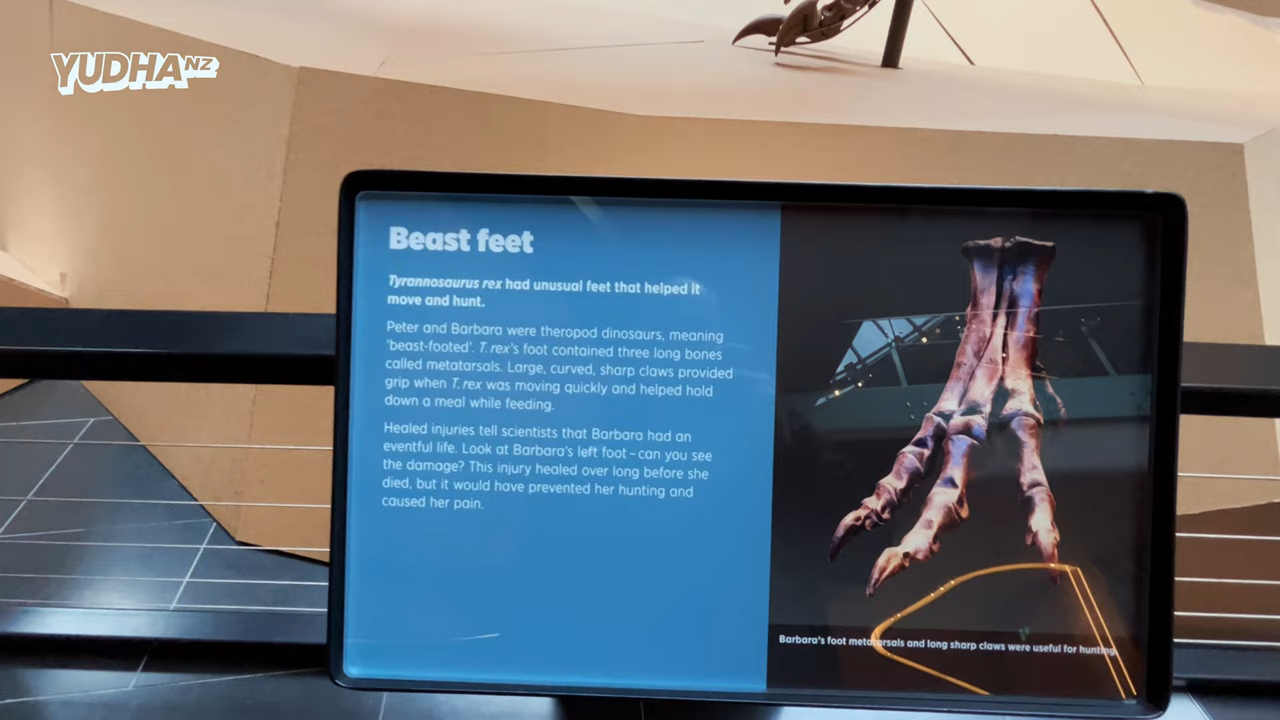 YUDHA NZ
Beast feet
Tyrannosaurus rex had unusual feet that helped it
move and hunt.
Peter and Barbara were theropod dinosaurs, meaning
'beast-footed'. T. rex's foot contained three long bones
called metatarsals. Large, curved, sharp claws provided
grip when T. rex was moving quickly and helped hold
down a meal while feeding.
Healed injuries tell scientists that Barbara had an
eventful life. Look at Barbara's left foot – can you see
the damage? This injury healed over long before she
died, but it would have prevented her hunting and
caused her pain.
Barbara's foot metatarsals and long sharp claws were useful for hunting